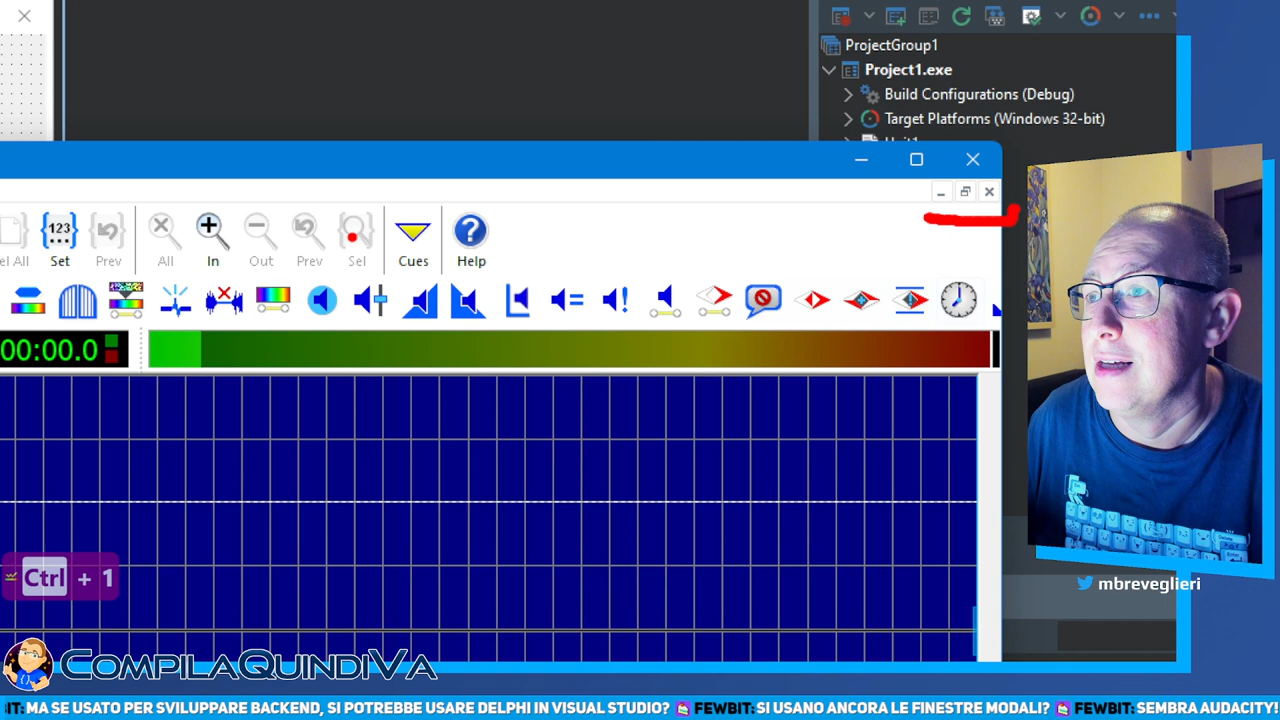 ProjectGroup1
Project1.exe
Build Configurations (Debug)
Target Platforms (Windows 32-bit)
Unit1
123
el All Set Prev All In Out Prev Sel Cues Help
00:00.0
Ctrl + 1
mbreveglieri
COMPILAQUINDIVA
BIT: MA SE USATO PER SVILUPPARE BACKEND, SI POTREBBE USARE DELPHI IN VISUAL STUDIO? FEWBIT: SI USANO ANCORA LE FINESTRE MODALI? FEWBIT: SEMBRA AUDACITY!